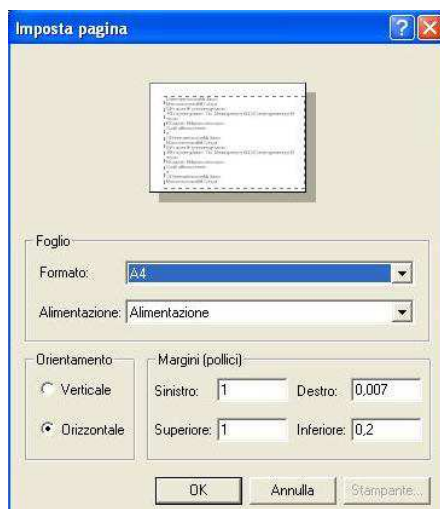 Imposta pagina
Foglio
Formato: A4
Alimentazione: Alimentazione
Orientamento
Verticale
Orizzontale
Margini (pollici)
Sinistro: 1 Destro: 0,007
Superiore: 1 Inferiore: 0,2
OK Annulla Stampante...